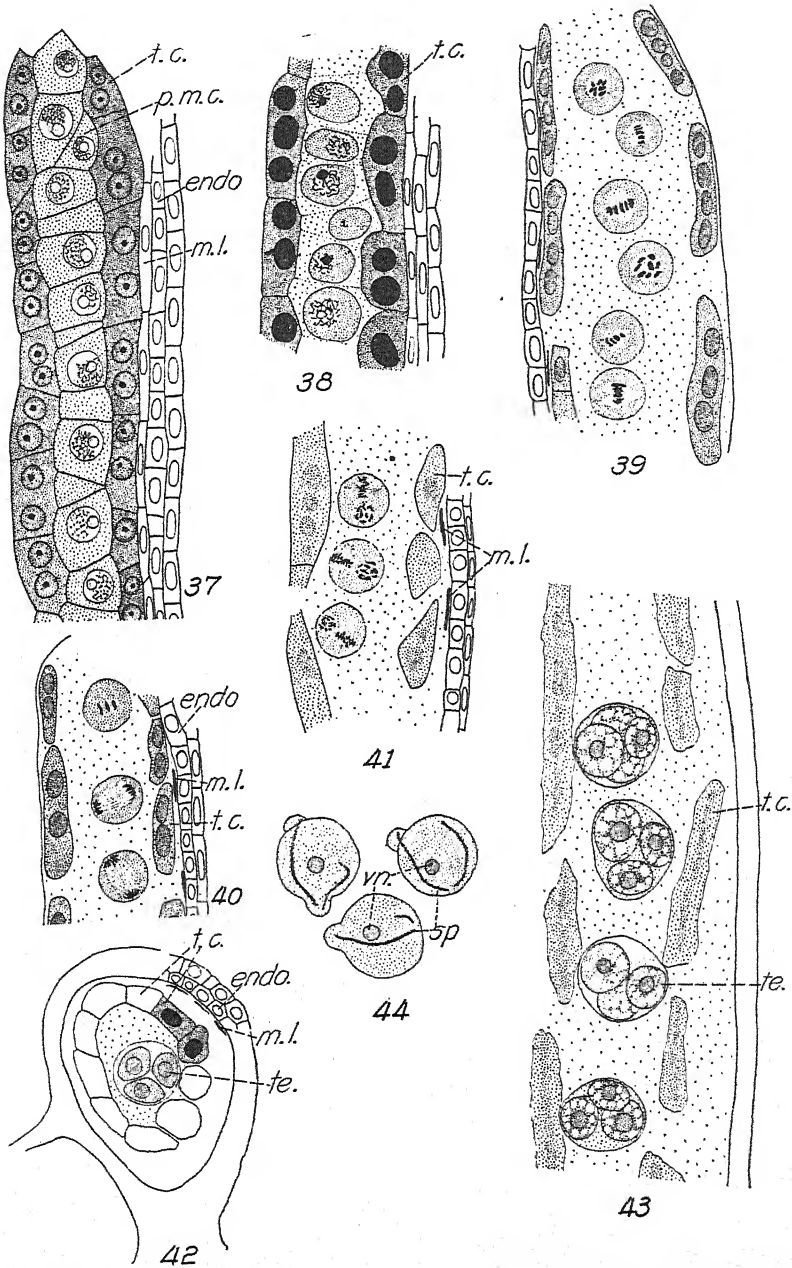 t.c.
p.m.c.
endo
m.l.
37
t.c.
38
39
t.c.
m.l.
41
endo
m.l.
t.c.
40
vn.
sp
44
t.c.
te.
43
t.c.
endo.
m.l.
te.
42